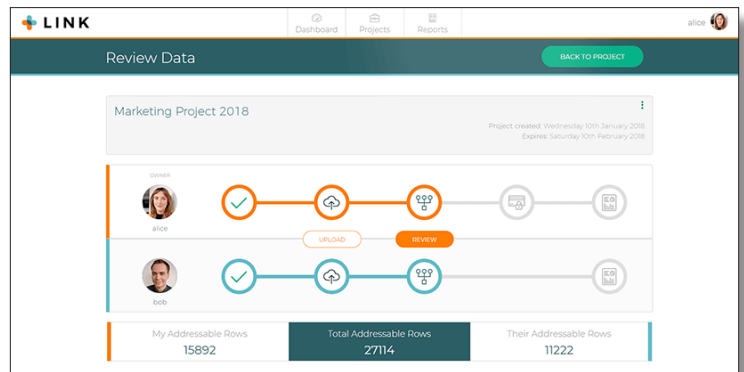 LINK
Dashboard Projects Reports
alice
Review Data
BACK TO PROJECT
Marketing Project 2018
Project created: Wednesday 10th January 2018
Expires: Saturday 10th February 2018
OWNER
alice
UPLOAD
REVIEW
bob
My Addressable Rows
Total Addressable Rows
Their Addressable Rows
15892
27114
11222